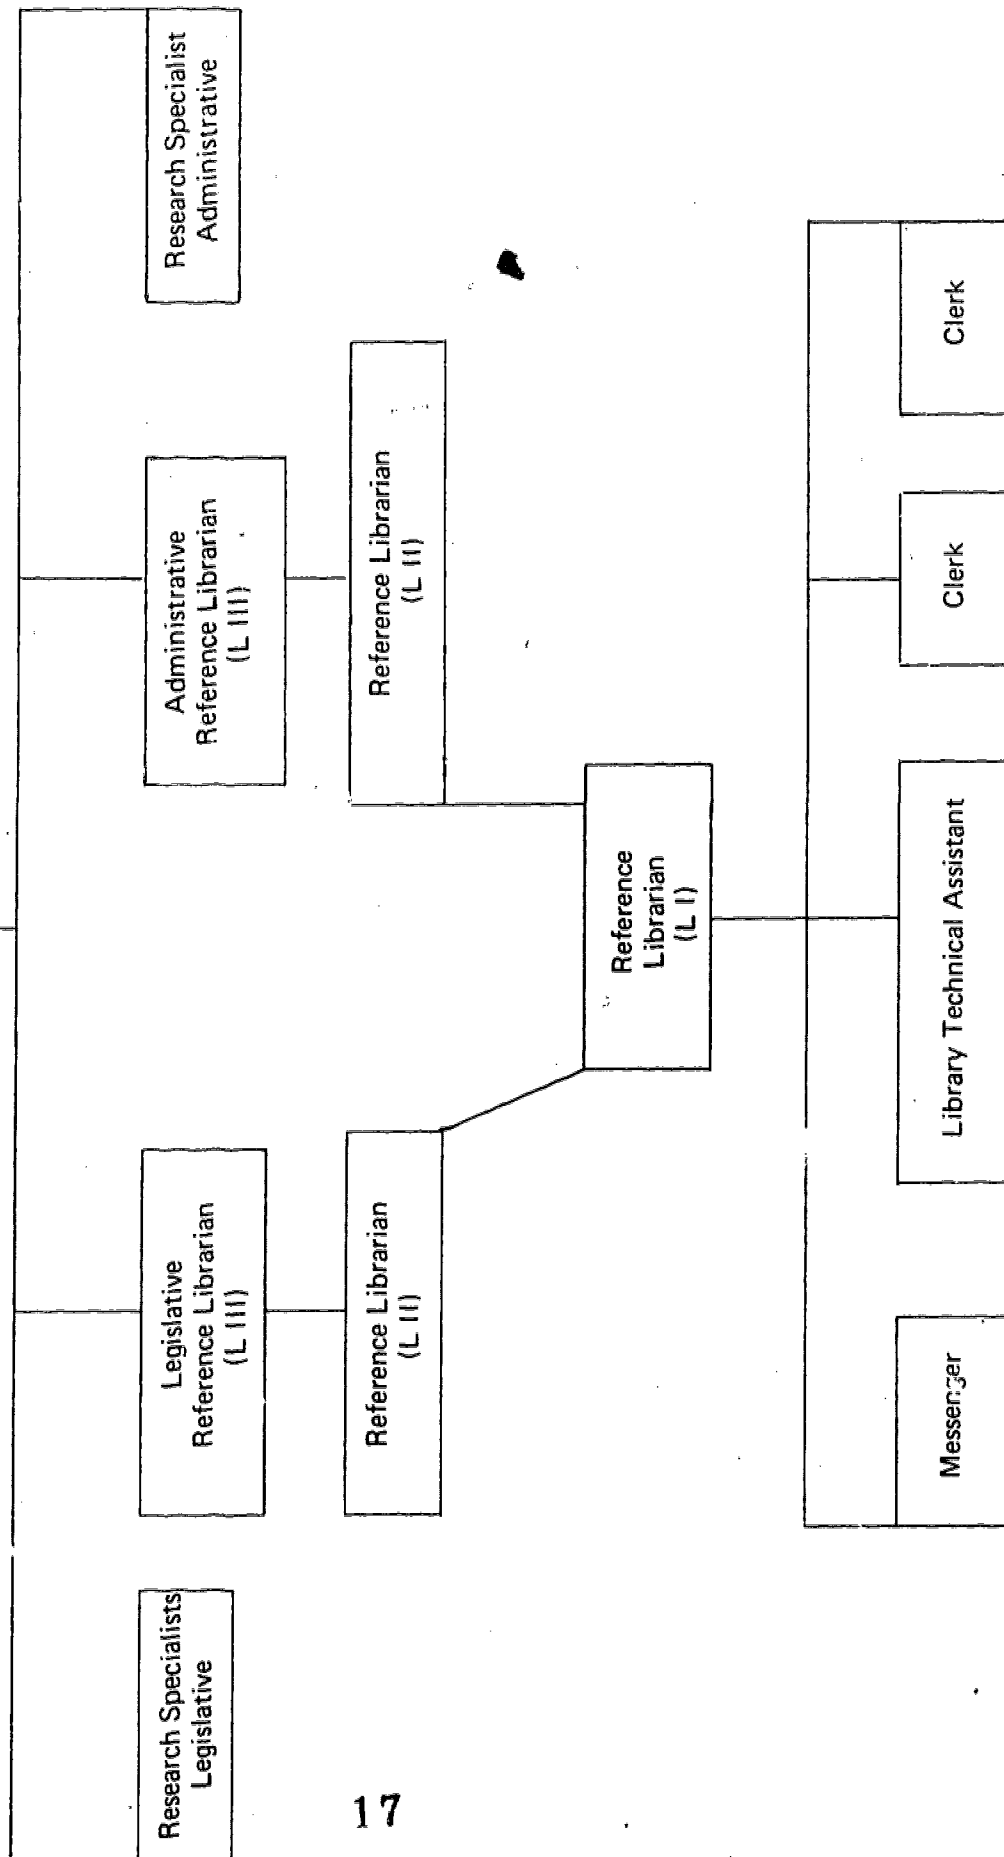 Research Specialists
Legislative
Legislative
Reference Librarian
(L III)
Administrative
Reference Librarian
(L III)
Research Specialist
Administrative
Reference Librarian
(L II)
Reference Librarian
(L II)
Reference
Librarian
(L I)
Messenger
Library Technical Assistant
Clerk
Clerk
17